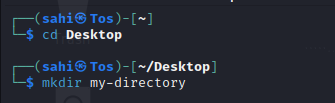 ┌──(sahi㉿Tos)-[~]
└─$ cd Desktop
┌──(sahi㉿Tos)-[~/Desktop]
└─$ mkdir my-directory